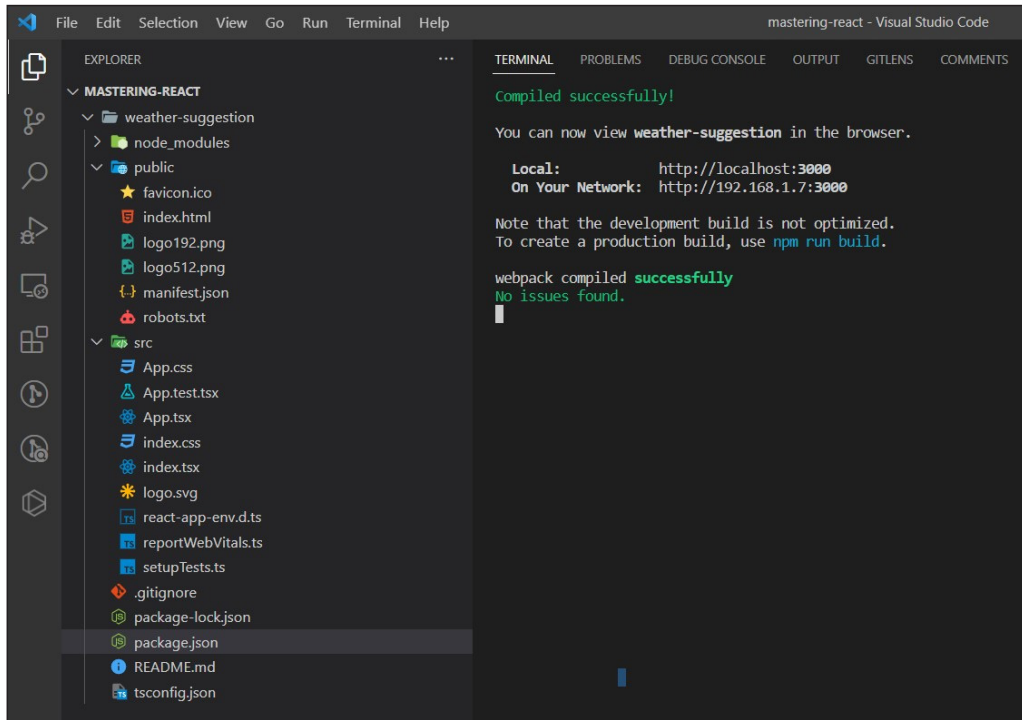 File Edit Selection View Go Run Terminal Help
mastering-react - Visual Studio Code
EXPLORER
MASTERING-REACT
weather-suggestion
node_modules
public
favicon.ico
index.html
logo192.png
logo512.png
manifest.json
robots.txt
src
App.css
App.test.tsx
App.tsx
index.css
index.tsx
logo.svg
react-app-env.d.ts
reportWebVitals.ts
setupTests.ts
.gitignore
package-lock.json
package.json
README.md
tsconfig.json
TERMINAL PROBLEMS DEBUG CONSOLE OUTPUT GITLENS COMMENTS
Compiled successfully!
You can now view weather-suggestion in the browser.
Local: http://localhost:3000
On Your Network: http://192.168.1.7:3000
Note that the development build is not optimized.
To create a production build, use npm run build.
webpack compiled successfully
No issues found.